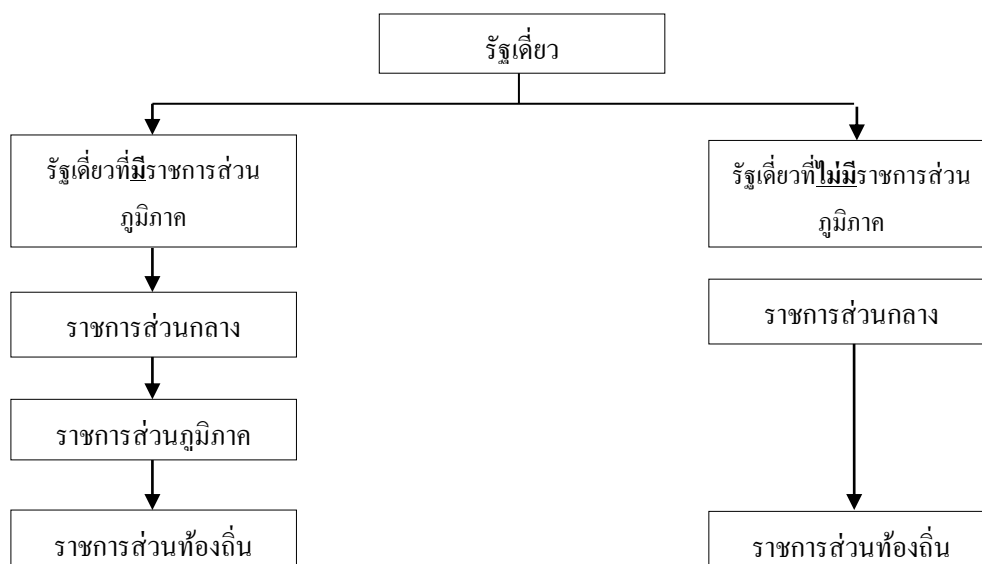 รัฐเดี่ยว
รัฐเดี่ยวที่มีราชการส่วน
ภูมิภาค
รัฐเดี่ยวที่ไม่มีราชการส่วน
ภูมิภาค
ราชการส่วนกลาง
ราชการส่วนกลาง
ราชการส่วนภูมิภาค
ราชการส่วนท้องถิ่น
ราชการส่วนท้องถิ่น